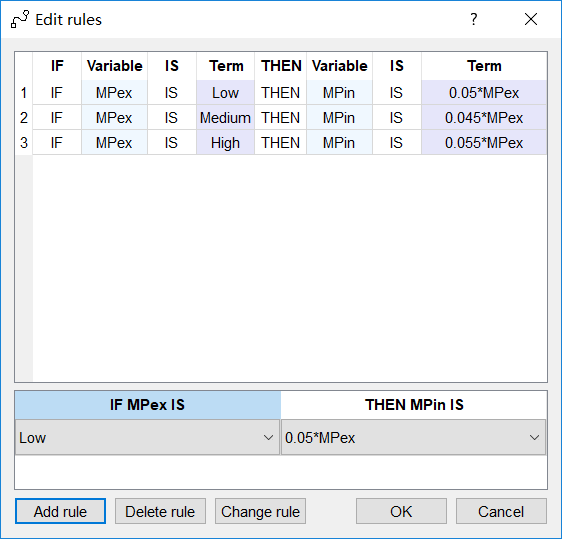 Edit rules ?
IF Variable IS Term THEN Variable IS Term
1 IF MPex IS Low THEN MPin IS 0.05*MPex
2 IF MPex IS Medium THEN MPin IS 0.045*MPex
3 IF MPex IS High THEN MPin IS 0.055*MPex
IF MPex IS THEN MPin IS
Low 0.05*MPex
Add rule Delete rule Change rule OK Cancel